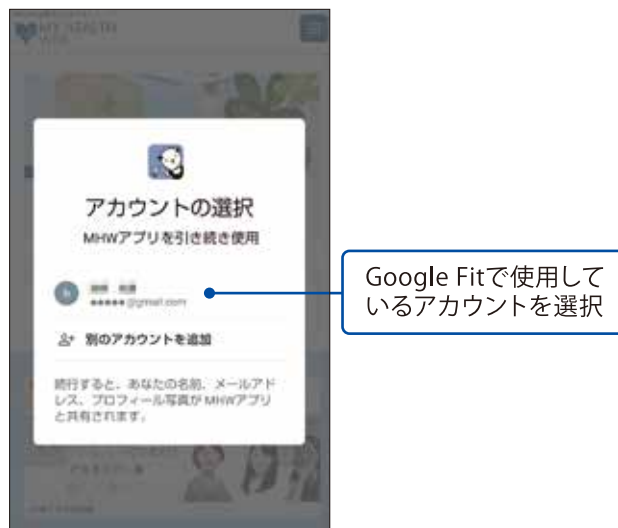 MY HEALTH
WEB
アカウントの選択
MHWアプリを引き続き使用
●●●●●@gmail.com
別のアカウントを追加
続行すると、あなたの名前、メールアド
レス、プロフィール写真が MHWアプリ
と共有されます。
Google Fitで使用して
いるアカウントを選択